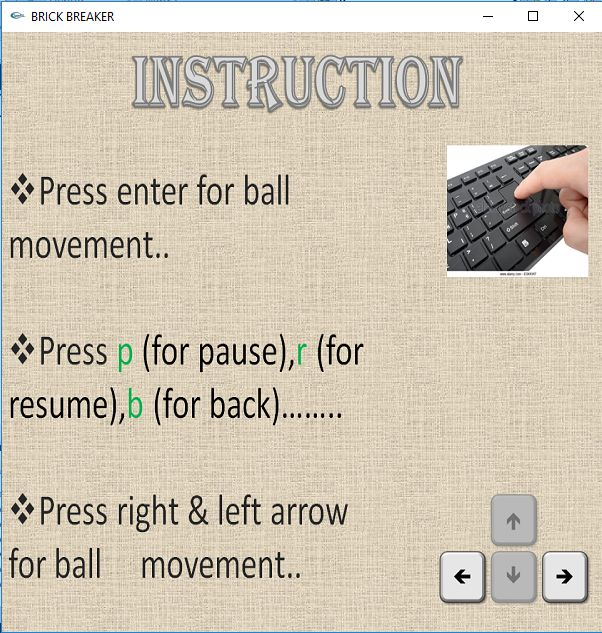 BRICK BREAKER
INSTRUCTION
❖Press enter for ball
movement..
❖Press p (for pause),r (for
resume),b (for back)........
❖Press right & left arrow
for ball movement..